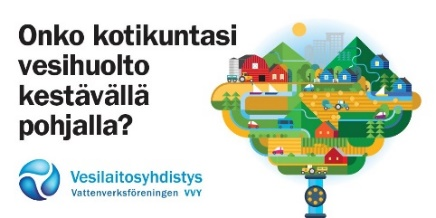 Onko kotikuntasi
vesihuolto
kestävällä
pohjalla?
Vesilaitosyhdistys
Vattenverksföreningen VVY